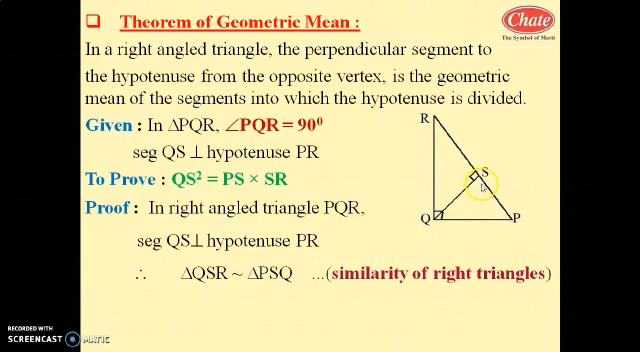 ❑ Theorem of Geometric Mean :
Chate
The Symbol of Merit
In a right angled triangle, the perpendicular segment to
the hypotenuse from the opposite vertex, is the geometric
mean of the segments into which the hypotenuse is divided.
Given : In ΔPQR, ∠PQR = 90⁰
seg QS ⊥ hypotenuse PR
To Prove : QS² = PS × SR
Proof : In right angled triangle PQR,
seg QS⊥ hypotenuse PR
∴ ΔQSR ~ ΔPSQ ...(similarity of right triangles)
R
S
Q
P
RECORDED WITH
SCREENCAST MATIC